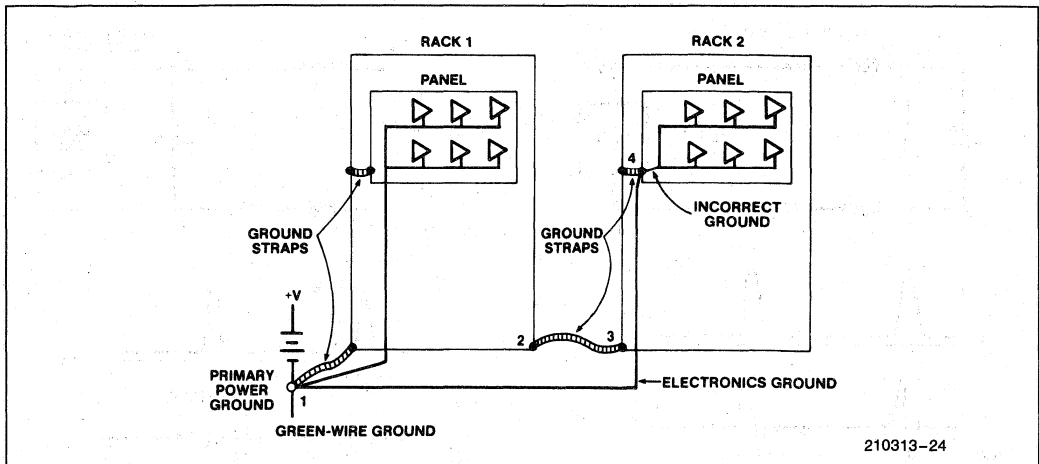 RACK 1
RACK 2
PANEL
PANEL
4
INCORRECT
GROUND
GROUND
STRAPS
GROUND
STRAPS
+V
2
3
PRIMARY
POWER
GROUND
1
ELECTRONICS GROUND
GREEN-WIRE GROUND
210313–24